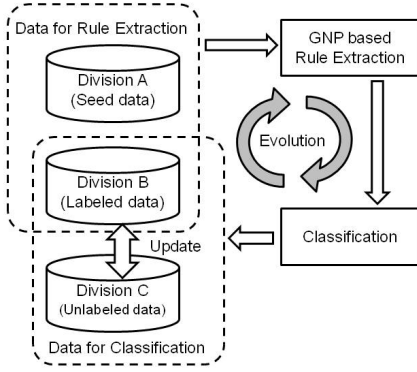 Data for Rule Extraction
Division A
(Seed data)
Division B
(Labeled data)
Update
Division C
(Unlabeled data)
Data for Classification
GNP based
Rule Extraction
Evolution
Classification